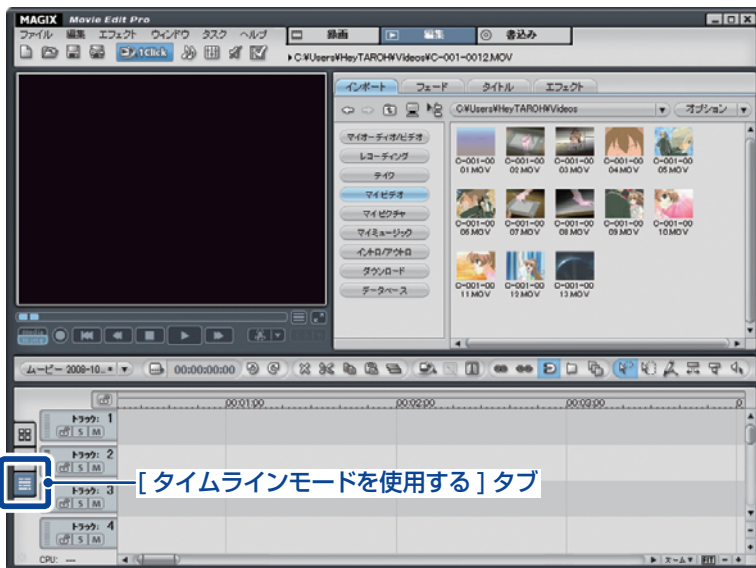 MAGIX Movie Edit Pro
ファイル 編集 エフェクト ウィンドウ タスク ヘルプ
録画 編集 書込み
1Click
C:¥Users¥HeyTAROH¥Videos¥C-001-0012.MOV
インポート フェード タイトル エフェクト
C:¥Users¥HeyTAROH¥Videos オプション
マイオーディオ/ビデオ
レコーディング
テイク
マイビデオ
マイピクチャ
マイミュージック
イントロ/アウトロ
ダウンロード
データベース
C-001-00 01.MOV
C-001-00 02.MOV
C-001-00 03.MOV
C-001-00 04.MOV
C-001-00 05.MOV
C-001-00 06.MOV
C-001-00 07.MOV
C-001-00 08.MOV
C-001-00 09.MOV
C-001-00 10.MOV
C-001-00 11.MOV
C-001-00 12.MOV
C-001-00 13.MOV
ムービー 2008-10.. *
00:00:00:00
00:01:00 00:02:00 00:03:00 0
トラック: 1
S M
トラック: 2
S M
[ タイムラインモードを使用する ] タブ
トラック: 3
S M
トラック: 4
S M
CPU: ---
ズーム FIT